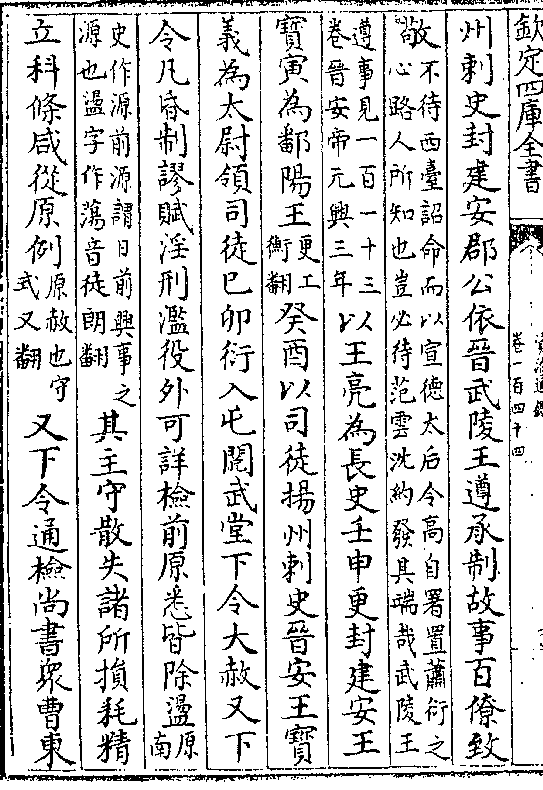 欽定四庫全書
資治通鑑
卷一百四十四
州刺史封建安郡公依晉武陵王遵承制故事百僚致
敬
不待西臺詔命而以宣德太后令高自署置蕭衍之
心路人所知也豈必待范雲沈約發其端哉武陵王
遵事見一百一十三
卷晉安帝元興三年
以王亮為長史壬申更封建安王
寳寅為鄱陽王
更工
衡翻
癸酉以司徒揚州刺史晉安王寳
義為太尉領司徒己卯衍入屯閱武堂下令大赦又下
令凡昏制謬賦淫刑濫役外可詳檢前原悉皆除盪
原
南
史作源前源謂日前興事之
源也盪字作蕩音徒朗翻
其主守散失諸所損耗精
立科條咸從原例
原赦也守
式又翻
又下令通檢尚書衆曹東